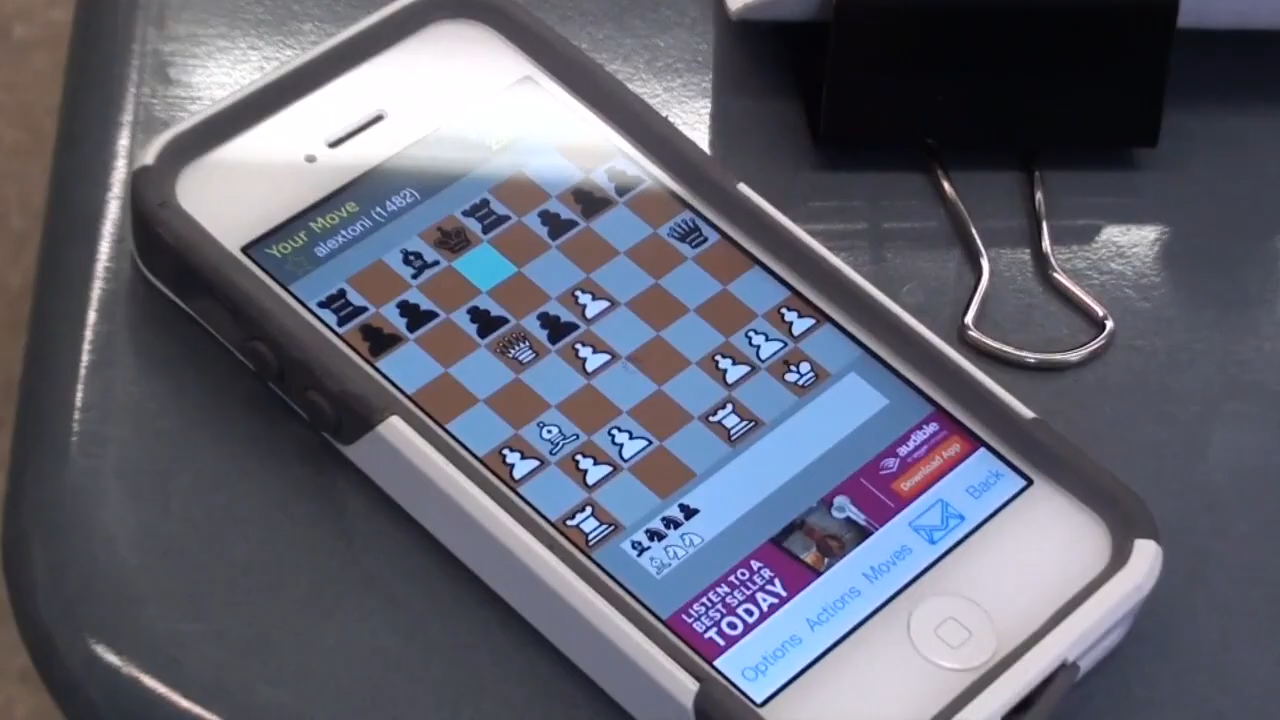 Your Move
alextoni (1482)
audible
Download App
LISTEN TO A
BEST SELLER
TODAY
Options Actions Moves Back